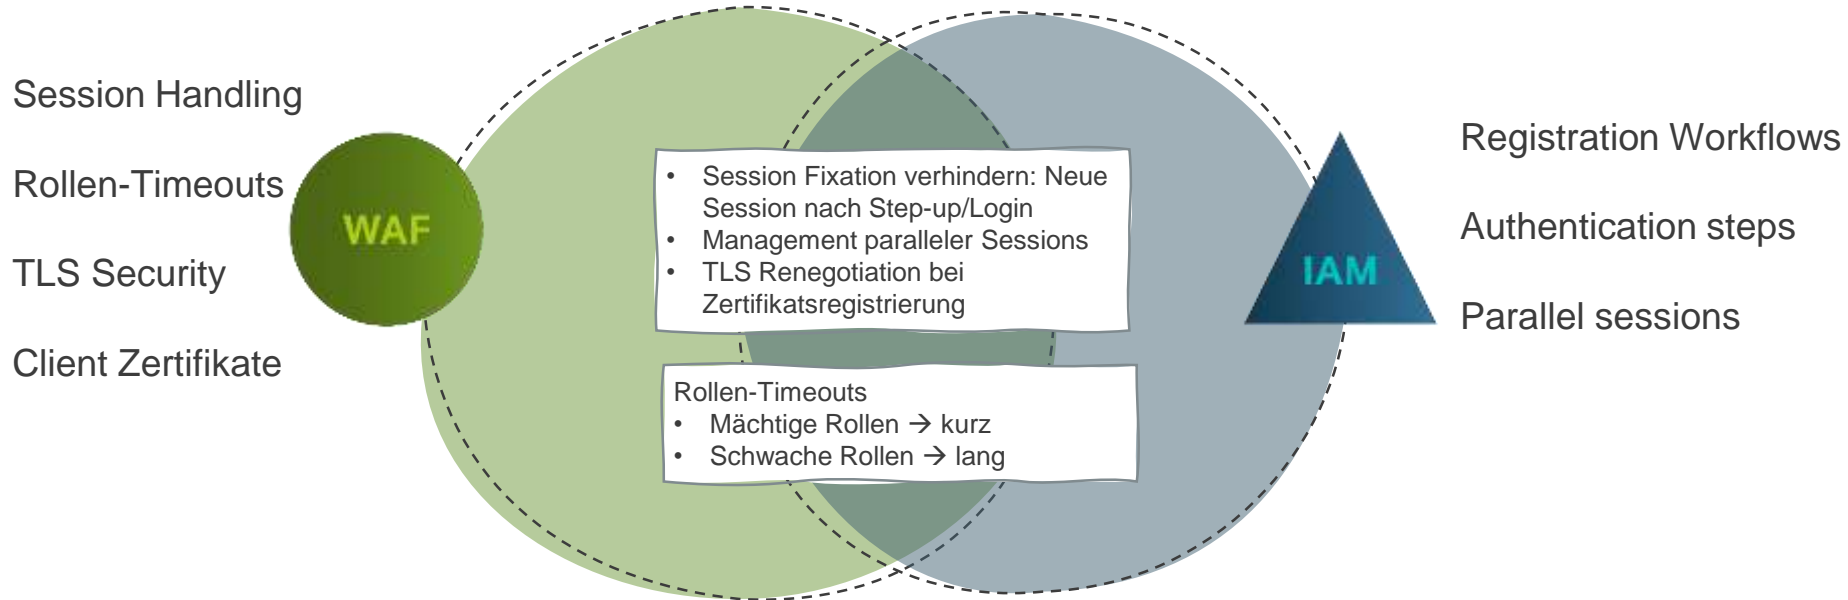 Session Handling
Rollen-Timeouts
TLS Security
Client Zertifikate
WAF
• Session Fixation verhindern: Neue
Session nach Step-up/Login
• Management paralleler Sessions
• TLS Renegotiation bei
Zertifikatsregistrierung
Rollen-Timeouts
• Mächtige Rollen → kurz
• Schwache Rollen → lang
IAM
Registration Workflows
Authentication steps
Parallel sessions